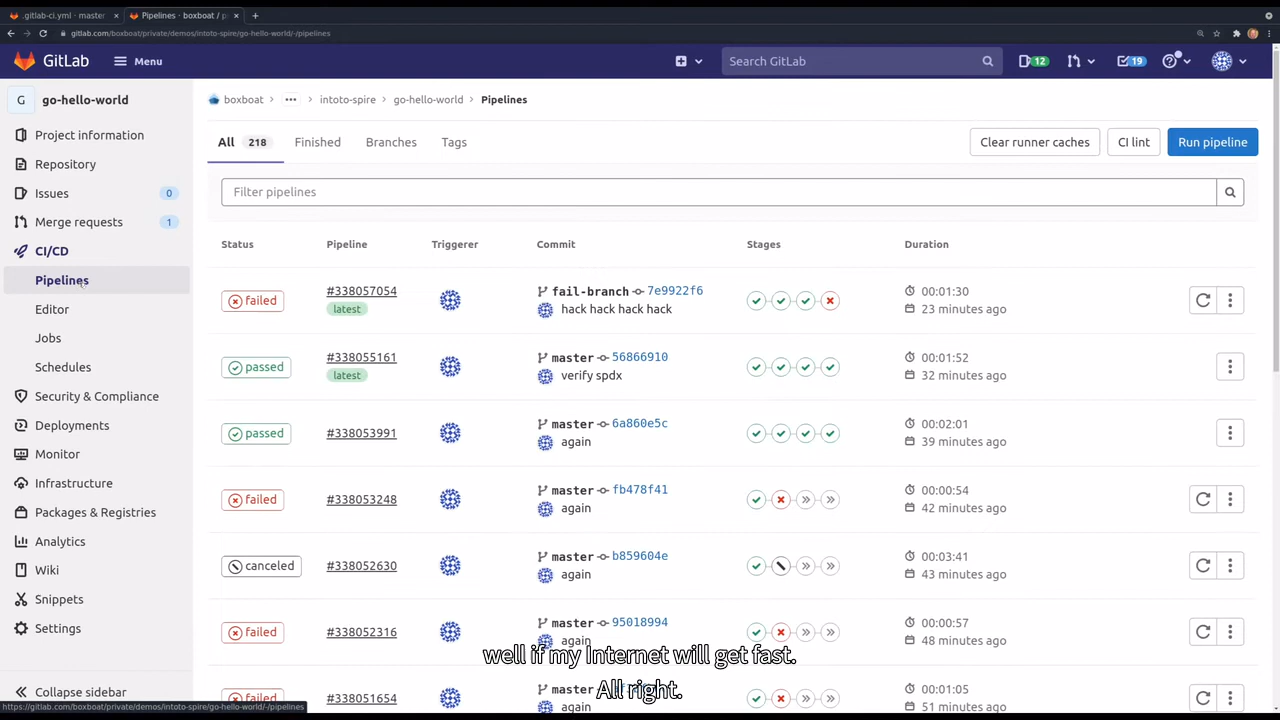 .gitlab-ci.yml · master
Pipelines · boxboat / p
gitlab.com/boxboat/private/demos/intoto-spire/go-hello-world/-/pipelines
GitLab
Menu
Search GitLab
12
19
G
go-hello-world
Project information
Repository
Issues
0
Merge requests
1
CI/CD
Pipelines
Editor
Jobs
Schedules
Security & Compliance
Deployments
Monitor
Infrastructure
Packages & Registries
Analytics
Wiki
Snippets
Settings
Collapse sidebar
https://gitlab.com/boxboat/private/demos/intoto-spire/go-hello-world/-/pipelines
boxboat > ... > intoto-spire > go-hello-world > Pipelines
All 218 Finished Branches Tags
Clear runner caches CI lint Run pipeline
Filter pipelines
Status Pipeline Triggerer Commit Stages Duration
failed #338057054 fail-branch 7e9922f6 00:01:30
latest hack hack hack hack 23 minutes ago
passed #338055161 master 56866910 00:01:52
latest verify spdx 32 minutes ago
passed #338053991 master 6a860e5c 00:02:01
again 39 minutes ago
failed #338053248 master fb478f41 00:00:54
again 42 minutes ago
canceled #338052630 master b859604e 00:03:41
again 43 minutes ago
failed #338052316 master 95018994 00:00:57
again 48 minutes ago
failed #338051654 master 00:01:05
again 51 minutes ago
well if my Internet will get fast.
All right.